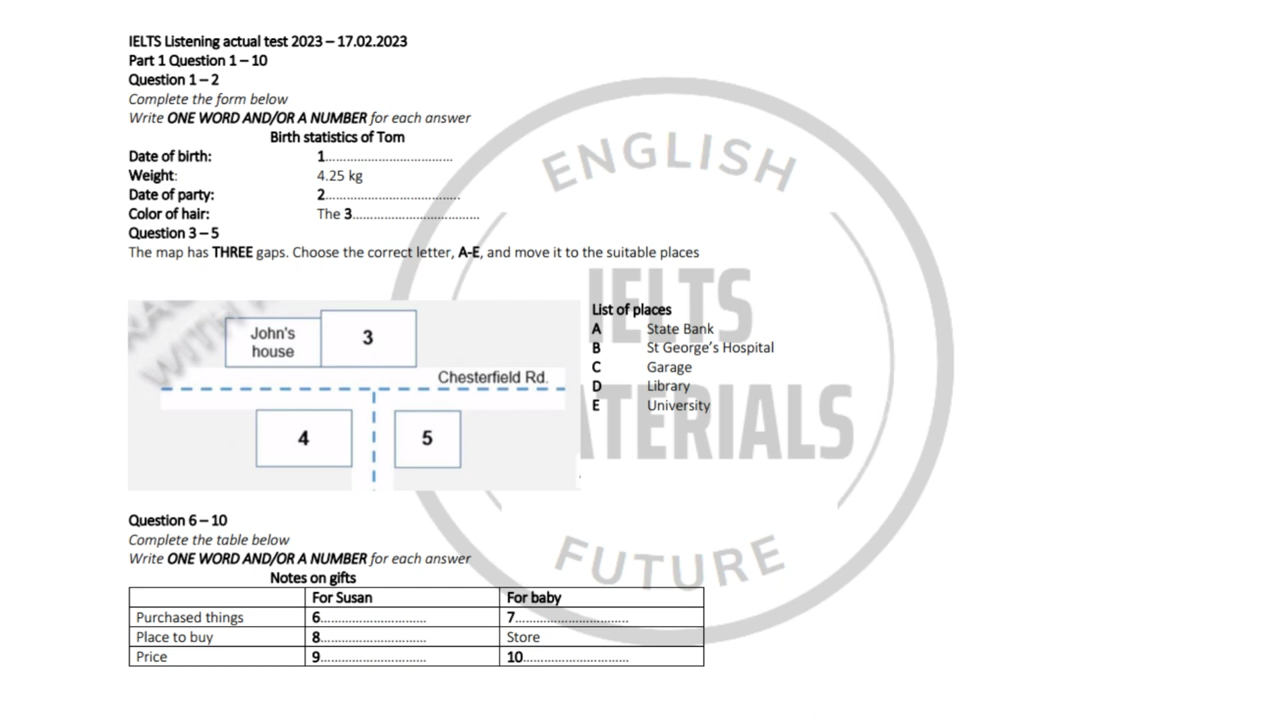 IELTS Listening actual test 2023 – 17.02.2023
Part 1 Question 1 – 10
Question 1 – 2
Complete the form below
Write ONE WORD AND/OR A NUMBER for each answer
Birth statistics of Tom
Date of birth: 1..................................
Weight: 4.25 kg
Date of party: 2....................................
Color of hair: The 3..................................
Question 3 – 5
The map has THREE gaps. Choose the correct letter, A-E, and move it to the suitable places
John's house
3
Chesterfield Rd.
4
5
List of places
A State Bank
B St George's Hospital
C Garage
D Library
E University
Question 6 – 10
Complete the table below
Write ONE WORD AND/OR A NUMBER for each answer
Notes on gifts
For Susan For baby
Purchased things 6............................ 7..............................
Place to buy 8............................ Store
Price 9............................ 10............................
ENGLISH
IELTS
MATERIALS
FUTURE